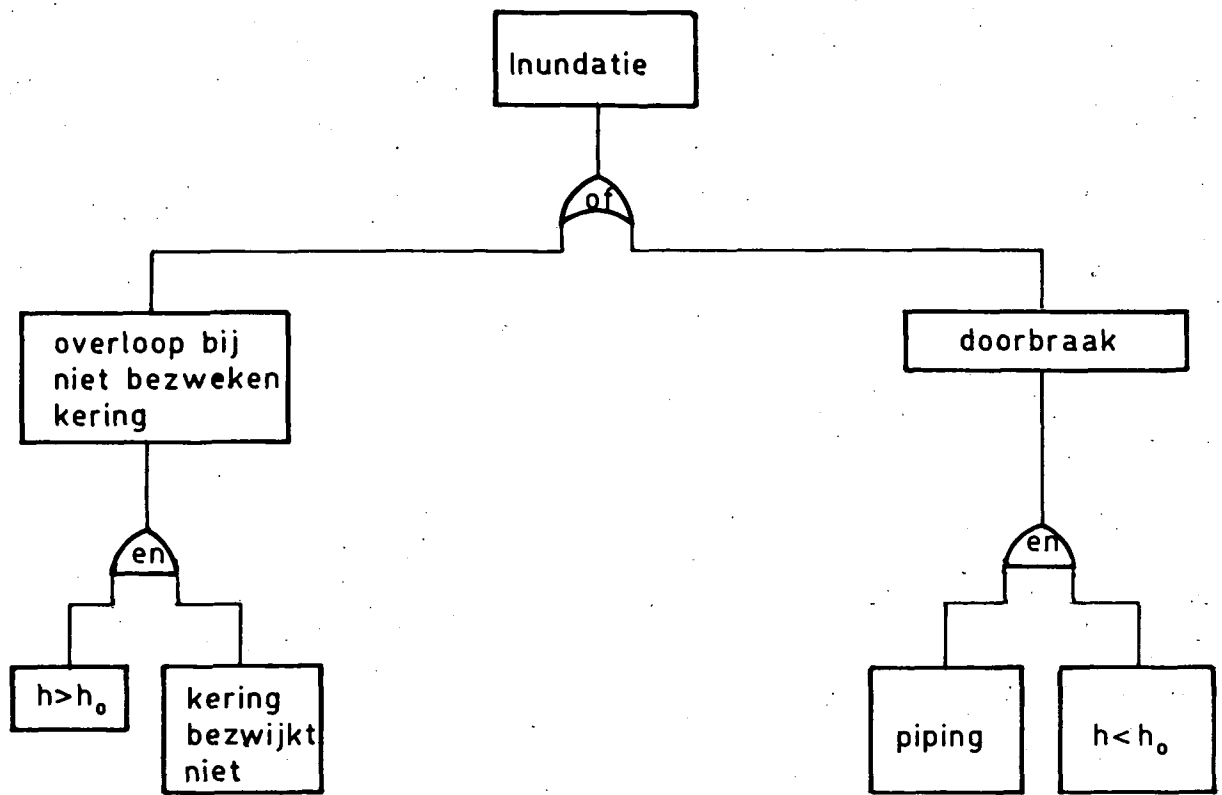 Inundatie
of
overloop bij
niet bezweken
kering
doorbraak
en
en
h>h₀
kering
bezwijkt
niet
piping
h<h₀